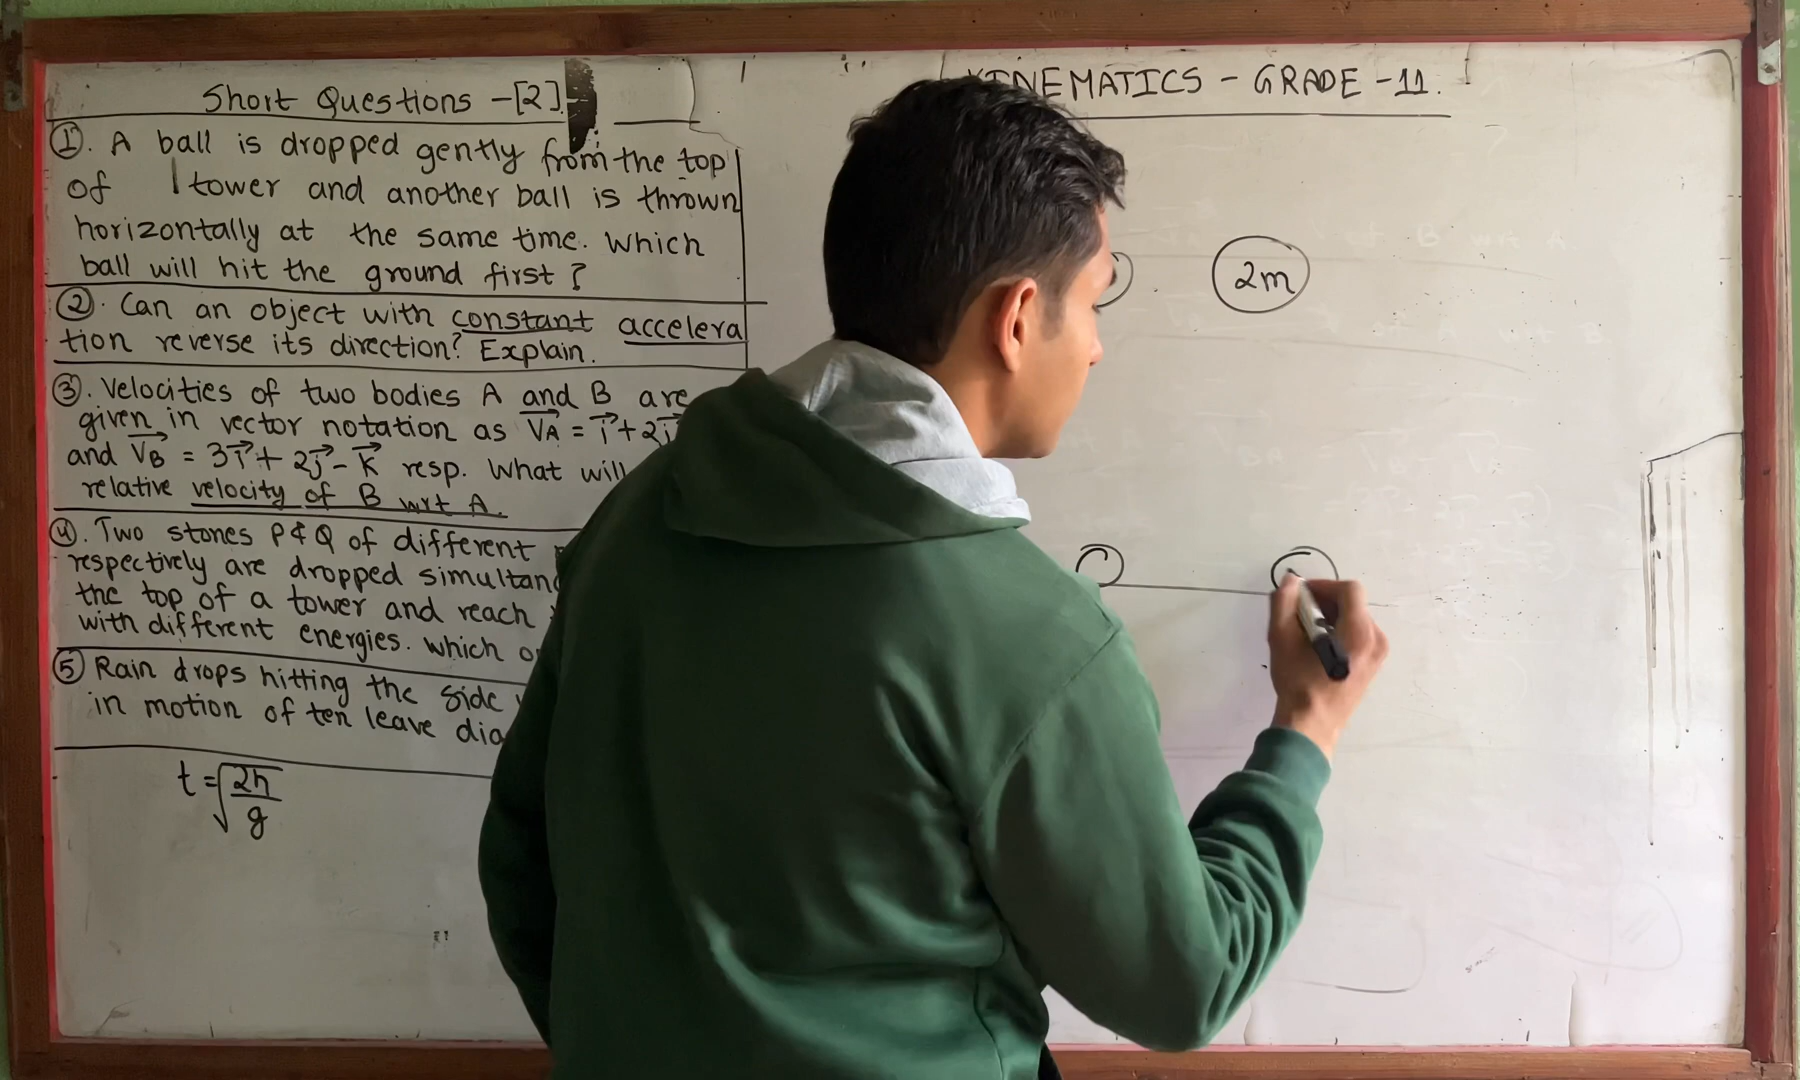 Short Questions -[2]
KINEMATICS - GRADE -11.
①. A ball is dropped gently from the top
of tower and another ball is thrown
horizontally at the same time. Which
ball will hit the ground first?
②. Can an object with constant accelera
tion reverse its direction? Explain.
③. Velocities of two bodies A and B are
given in vector notation as V⃗A = i⃗ + 2j⃗
and V⃗B = 3i⃗ + 2j⃗ - k⃗ resp. What will
relative velocity of B wrt A.
④. Two stones P & Q of different
respectively are dropped simultan
the top of a tower and reach
with different energies. which
⑤ Rain drops hitting the side
in motion of ten leave dia
t = √(2h/g)
2m